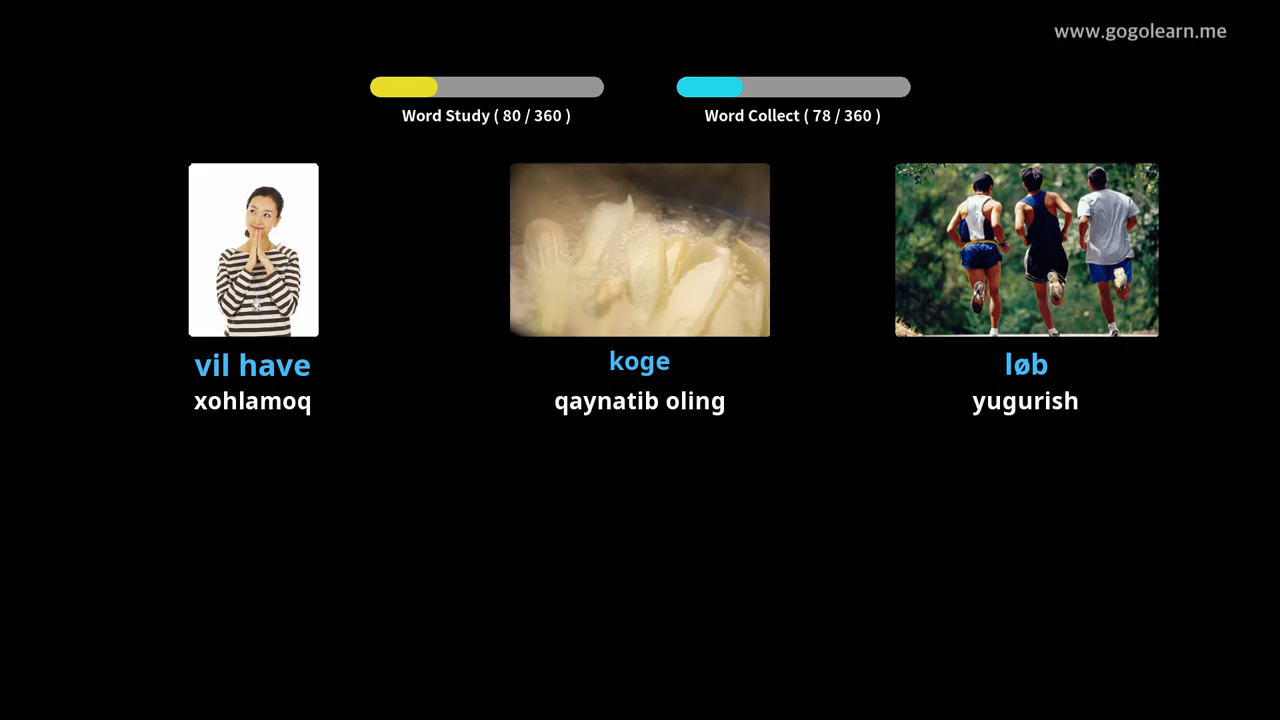 www.gogolearn.me
Word Study ( 80 / 360 )
Word Collect ( 78 / 360 )
vil have
xohlamoq
koge
qaynatib oling
løb
yugurish